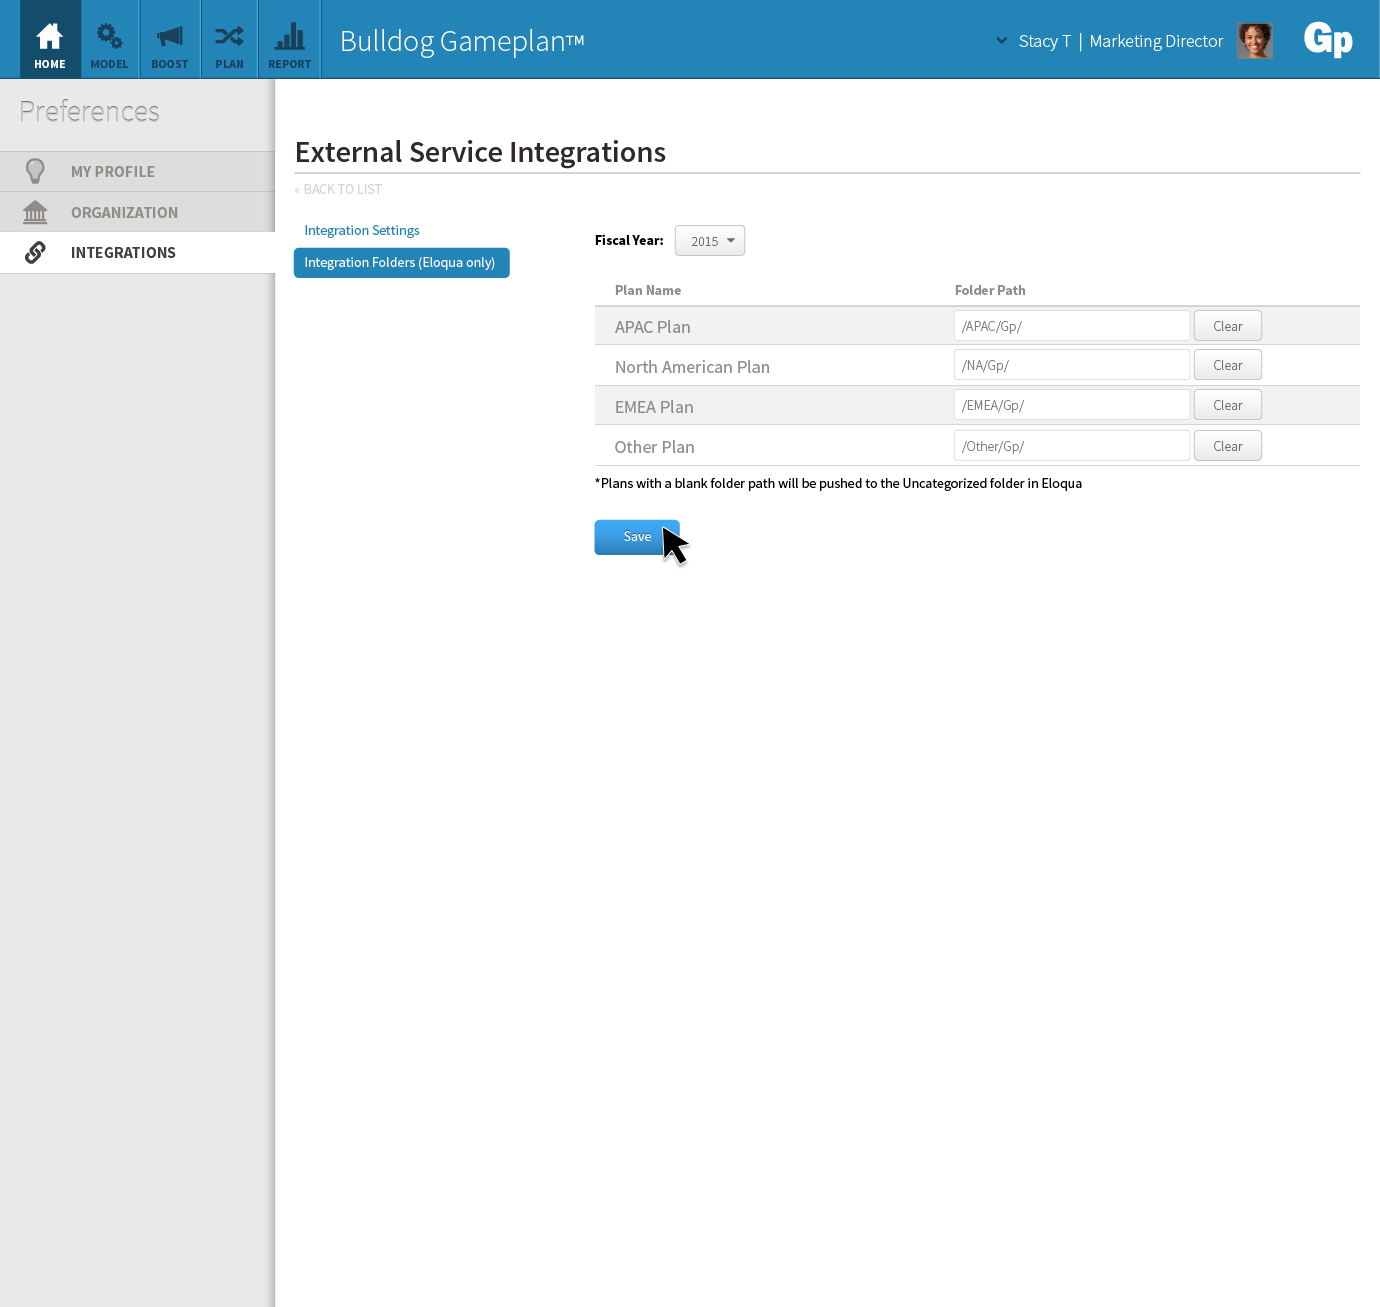 HOME
MODEL
BOOST
PLAN
REPORT
Bulldog Gameplan™
Stacy T | Marketing Director
Gp
Preferences
MY PROFILE
ORGANIZATION
INTEGRATIONS
External Service Integrations
« BACK TO LIST
Integration Settings
Integration Folders (Eloqua only)
Fiscal Year: 2015
Plan Name Folder Path
APAC Plan /APAC/Gp/ Clear
North American Plan /NA/Gp/ Clear
EMEA Plan /EMEA/Gp/ Clear
Other Plan /Other/Gp/ Clear
*Plans with a blank folder path will be pushed to the Uncategorized folder in Eloqua
Save